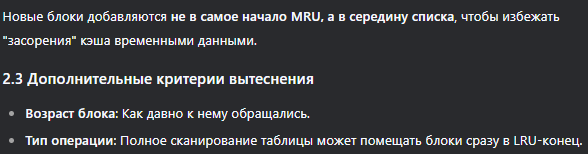 Новые блоки добавляются не в самое начало MRU, а в середину списка, чтобы избежать
"засорения" кэша временными данными.
2.3 Дополнительные критерии вытеснения
• Возраст блока: Как давно к нему обращались.
• Тип операции: Полное сканирование таблицы может помещать блоки сразу в LRU-конец.